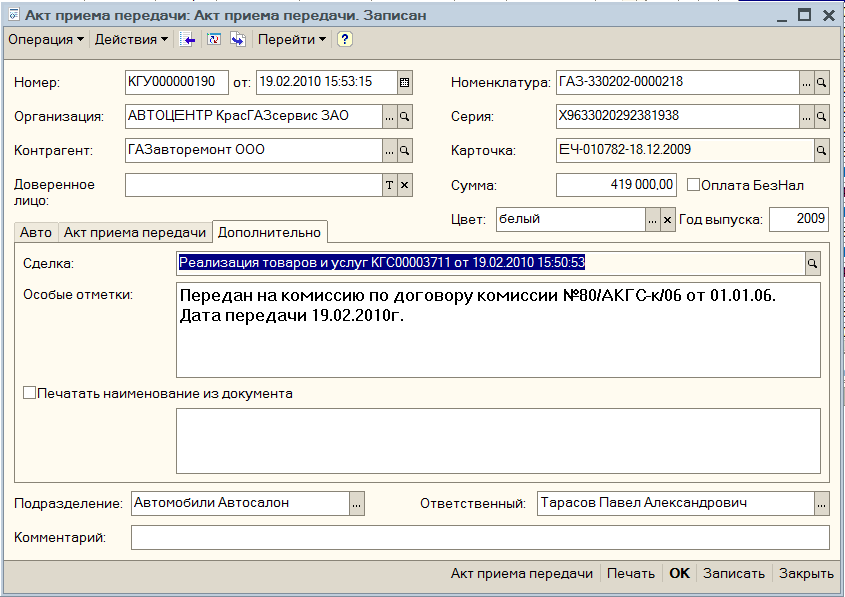 Акт приема передачи: Акт приема передачи. Записан
Операция Действия Перейти ?
Номер: КГУ000000190 от: 19.02.2010 15:53:15 Номенклатура: ГАЗ-330202-0000218 ...
Организация: АВТОЦЕНТР КрасГАЗсервис ЗАО ... Серия: X9633020292381938 ...
Контрагент: ГАЗавторемонт ООО ... Карточка: ЕЧ-010782-18.12.2009
Доверенное лицо: T × Сумма: 419 000,00 Оплата БезНал
Цвет: белый ... × Год выпуска: 2009
Авто Акт приема передачи Дополнительно
Сделка: Реализация товаров и услуг КГС00003711 от 19.02.2010 15:50:53
Особые отметки: Передан на комиссию по договору комиссии №80/АКГС-к/06 от 01.01.06.
Дата передачи 19.02.2010г.
Печатать наименование из документа
Подразделение: Автомобили Автосалон ... Ответственный: Тарасов Павел Александрович ...
Комментарий:
Акт приема передачи Печать OK Записать Закрыть